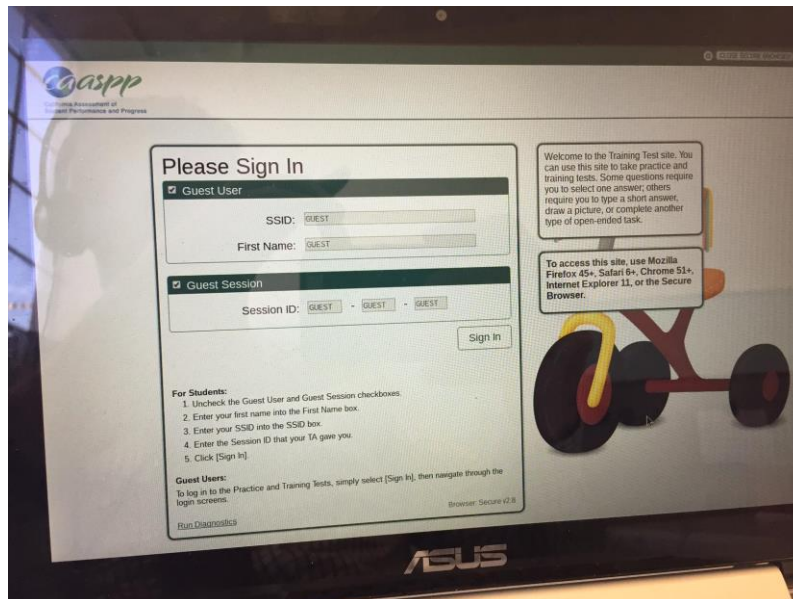 CLOSE SECURE BROWSER
caaspp
California Assessment of
Student Performance and Progress
Please Sign In
Guest User
SSID: GUEST
First Name: GUEST
Guest Session
Session ID: GUEST - GUEST - GUEST
Sign In
For Students:
1. Uncheck the Guest User and Guest Session checkboxes.
2. Enter your first name into the First Name box.
3. Enter your SSID into the SSID box.
4. Enter the Session ID that your TA gave you.
5. Click [Sign In].
Guest Users:
To log in to the Practice and Training Tests, simply select [Sign In], then navigate through the
login screens.
Browser: Secure v2.8
Run Diagnostics
Welcome to the Training Test site. You
can use this site to take practice and
training tests. Some questions require
you to select one answer; others
require you to type a short answer,
draw a picture, or complete another
type of open-ended task.
To access this site, use Mozilla
Firefox 45+, Safari 6+, Chrome 51+,
Internet Explorer 11, or the Secure
Browser.
ASUS